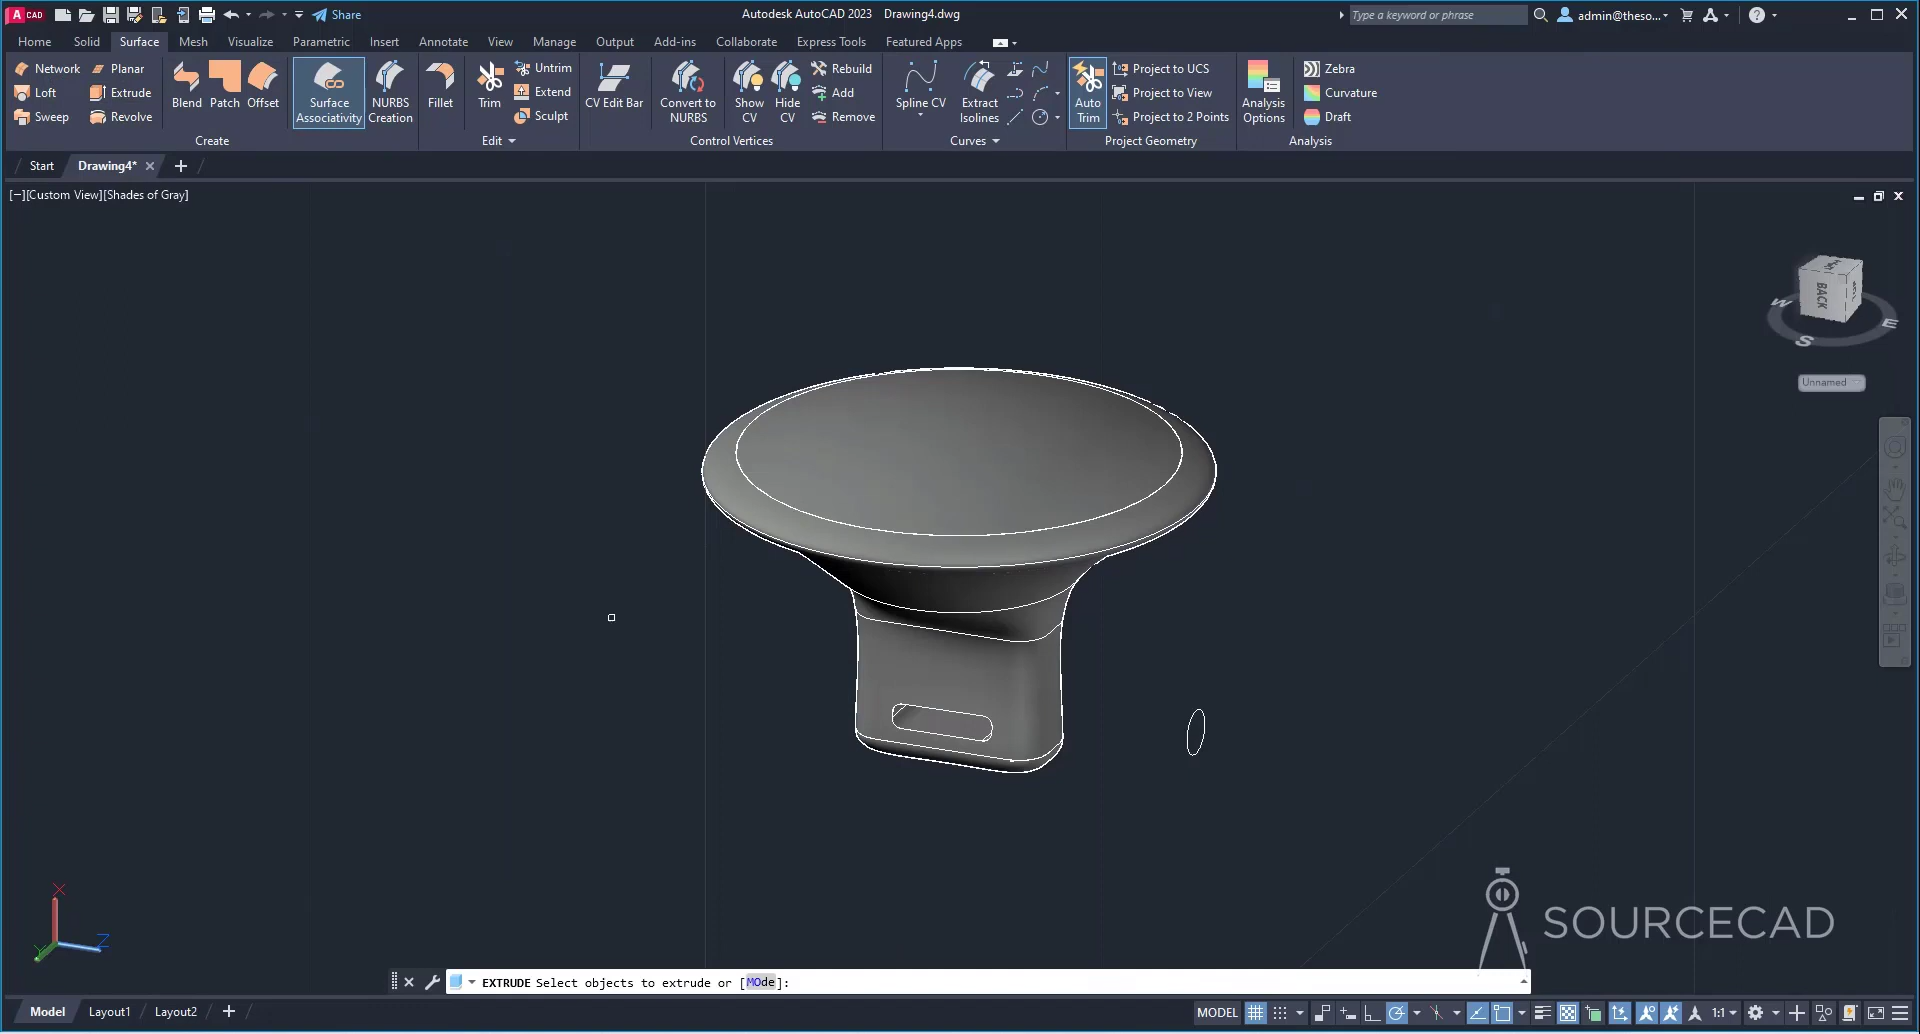 A CAD
Share
Autodesk AutoCAD 2023 Drawing4.dwg
Type a keyword or phrase
admin@theso...
Home Solid Surface Mesh Visualize Parametric Insert Annotate View Manage Output Add-ins Collaborate Express Tools Featured Apps
Network Planar
Loft Extrude
Sweep Revolve
Blend Patch Offset
Create
Surface
Associativity
NURBS
Creation
Fillet
Trim
Untrim
Extend
Sculpt
Edit
CV Edit Bar
Convert to
NURBS
Show
CV
Hide
CV
Rebuild
Add
Remove
Control Vertices
Spline CV
Extract
Isolines
Curves
Auto
Trim
Project to UCS
Project to View
Project to 2 Points
Project Geometry
Analysis
Options
Zebra
Curvature
Draft
Analysis
Start Drawing4*
[−][Custom View][Shades of Gray]
BACK
W
E
S
Unnamed
X
Y
Z
SOURCECAD
EXTRUDE Select objects to extrude or [MOde]:
Model Layout1 Layout2
MODEL
1:1